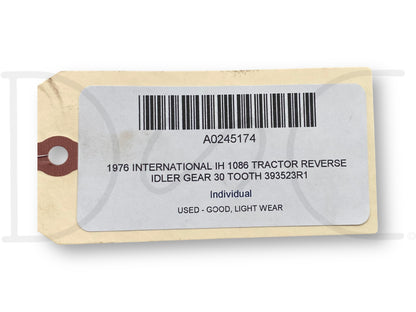 A0245174
1976 INTERNATIONAL IH 1086 TRACTOR REVERSE
IDLER GEAR 30 TOOTH 393523R1
Individual
USED - GOOD, LIGHT WEAR